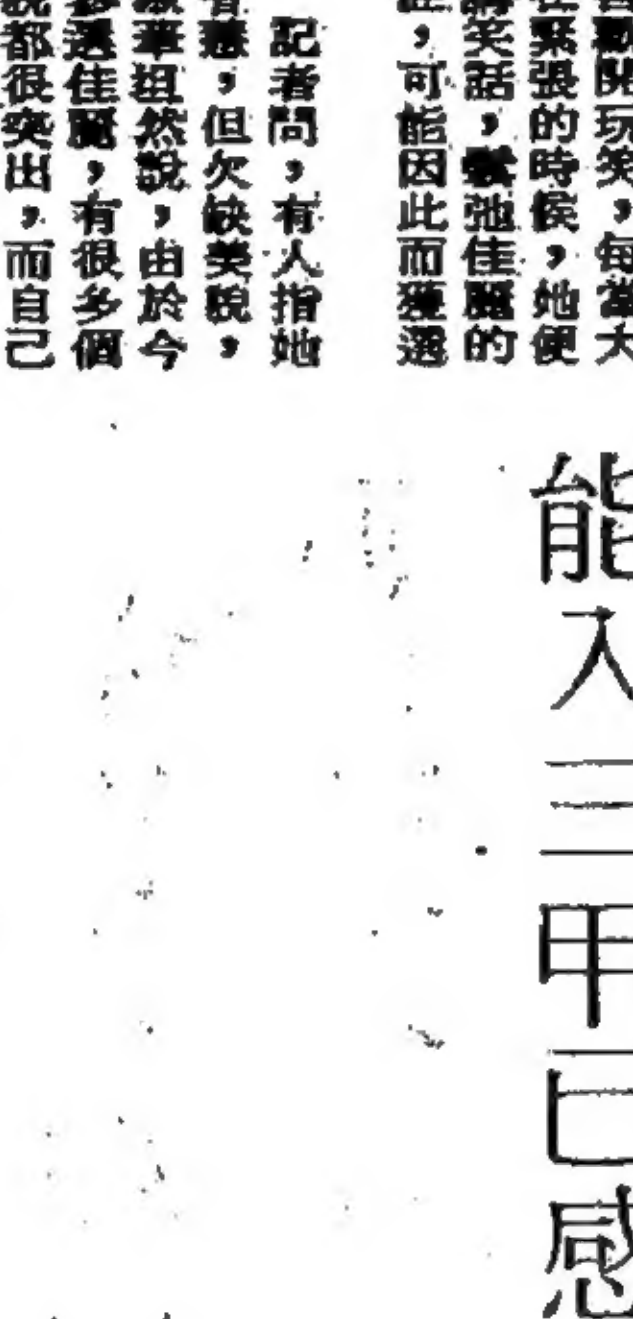 喜歡開玩笑，每當大
在緊張的時候，她便
講笑話，鬆弛佳麗的
，可能因此而獲選
記者問，有人指她
，但欠缺美貌，
華坦然說，由於今
參選佳麗，有很多個
都很突出，而自己
能入三甲已感